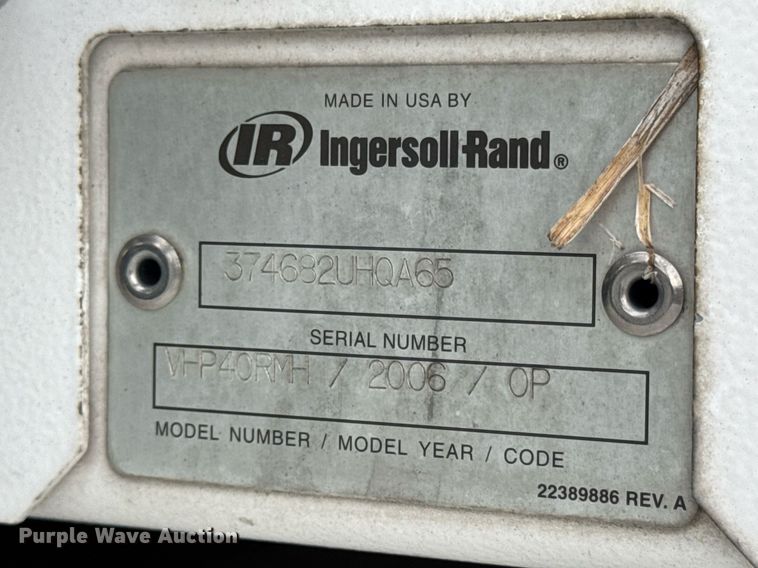 MADE IN USA BY
IR Ingersoll-Rand®
374682UHQA65
SERIAL NUMBER
VHP40RMH / 2006 / OP
MODEL NUMBER / MODEL YEAR / CODE
22389886 REV. A
Purple Wave Auction